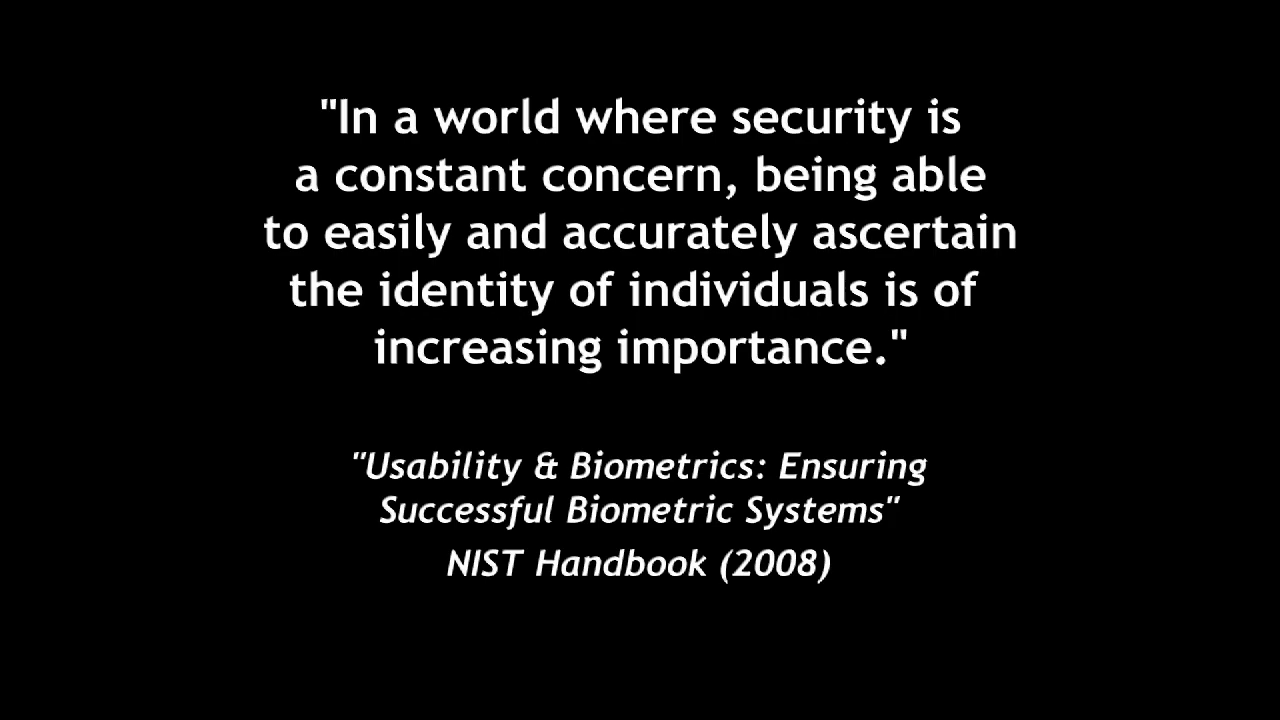 "In a world where security is
a constant concern, being able
to easily and accurately ascertain
the identity of individuals is of
increasing importance."
"Usability & Biometrics: Ensuring
Successful Biometric Systems"
NIST Handbook (2008)